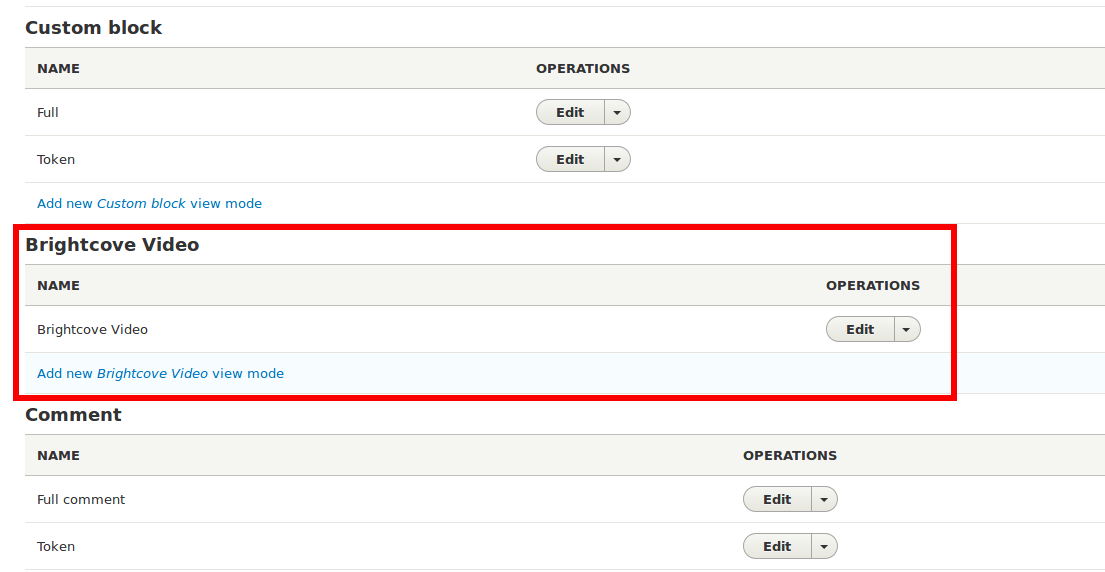 Custom block
NAME OPERATIONS
Full Edit
Token Edit
Add new Custom block view mode
Brightcove Video
NAME OPERATIONS
Brightcove Video Edit
Add new Brightcove Video view mode
Comment
NAME OPERATIONS
Full comment Edit
Token Edit